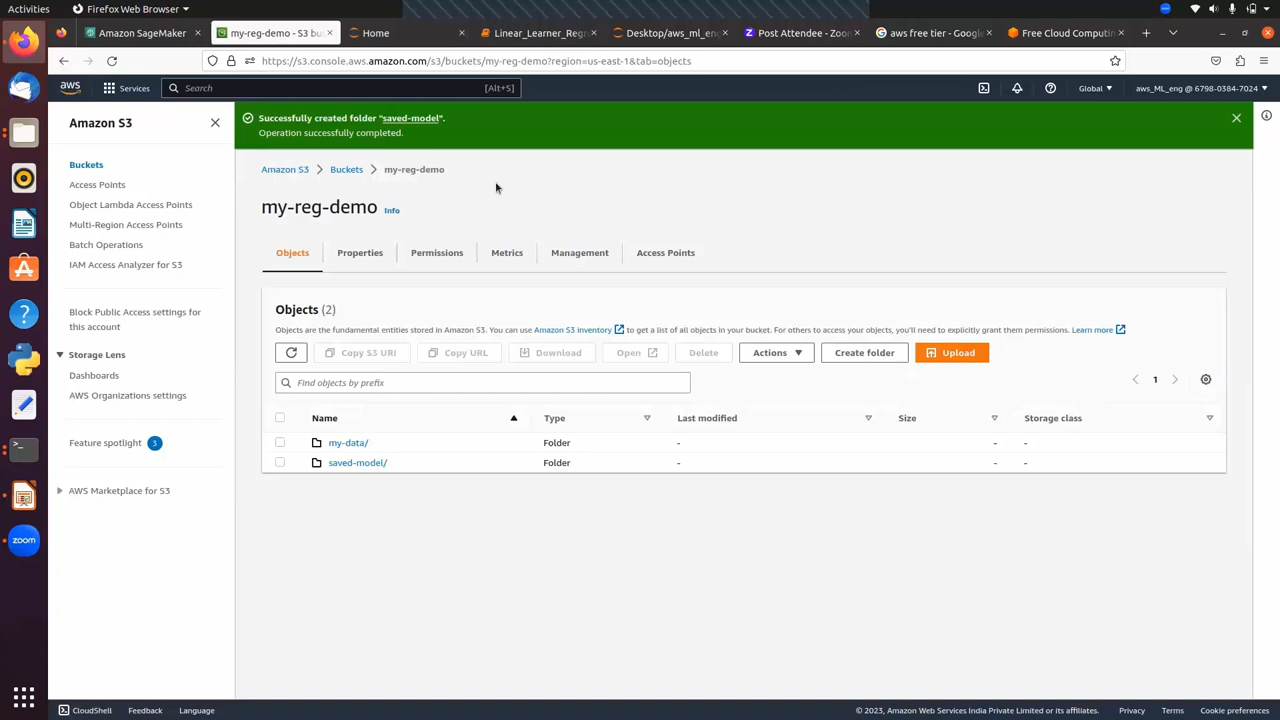 Activities
Firefox Web Browser
Amazon SageMaker
my-reg-demo - S3 bu
Home
Linear_Learner_Regre
Desktop/aws_ml_eng
Post Attendee - Zoom
aws free tier - Google
Free Cloud Computin
https://s3.console.aws.amazon.com/s3/buckets/my-reg-demo?region=us-east-1&tab=objects
aws
Services
Search
[Alt+S]
Global
aws_ML_eng @ 6798-0384-7024
Amazon S3
Buckets
Access Points
Object Lambda Access Points
Multi-Region Access Points
Batch Operations
IAM Access Analyzer for S3
Block Public Access settings for
this account
Storage Lens
Dashboards
AWS Organizations settings
Feature spotlight 3
AWS Marketplace for S3
Successfully created folder "saved-model".
Operation successfully completed.
Amazon S3 > Buckets > my-reg-demo
my-reg-demo Info
Objects
Properties
Permissions
Metrics
Management
Access Points
Objects (2)
Objects are the fundamental entities stored in Amazon S3. You can use Amazon S3 inventory to get a list of all objects in your bucket. For others to access your objects, you'll need to explicitly grant them permissions. Learn more
Copy S3 URI
Copy URL
Download
Open
Delete
Actions
Create folder
Upload
Find objects by prefix
1
Name Type Last modified Size Storage class
my-data/ Folder - - -
saved-model/ Folder - - -
zoom
CloudShell
Feedback
Language
© 2023, Amazon Web Services India Private Limited or its affiliates.
Privacy
Terms
Cookie preferences